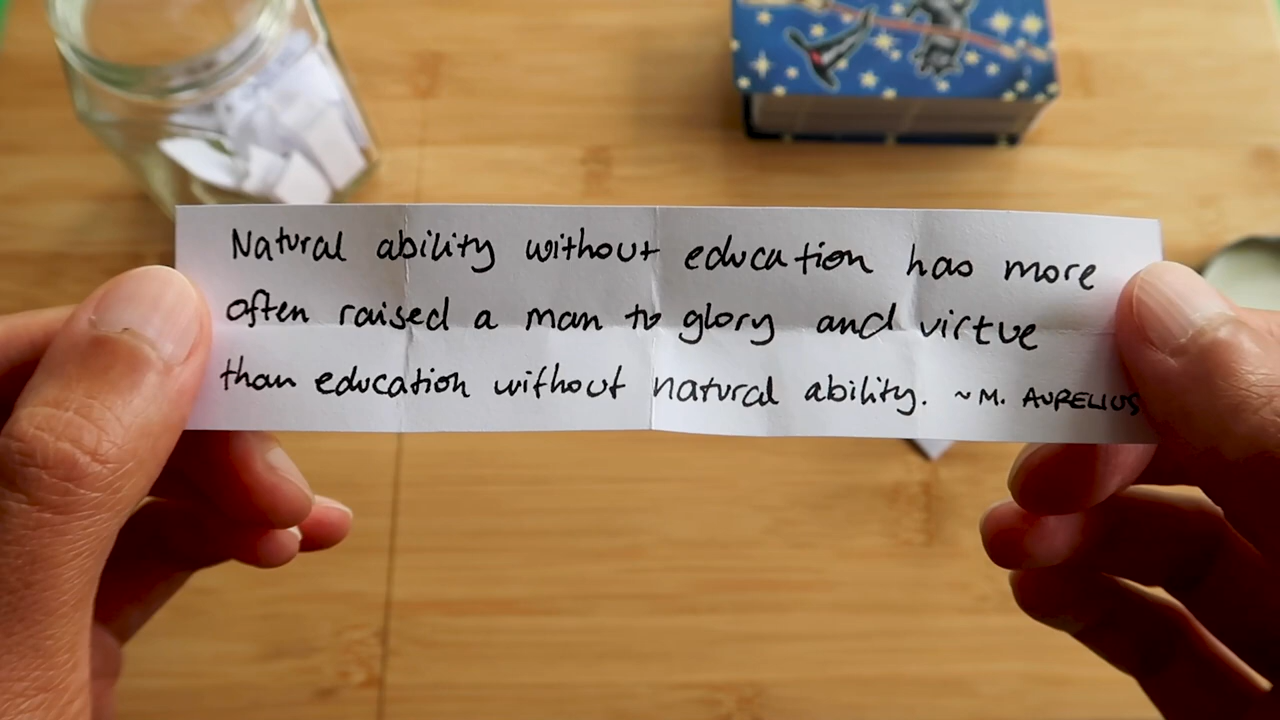 Natural ability without education has more
often raised a man to glory and virtue
than education without natural ability. ~M. AURELIUS